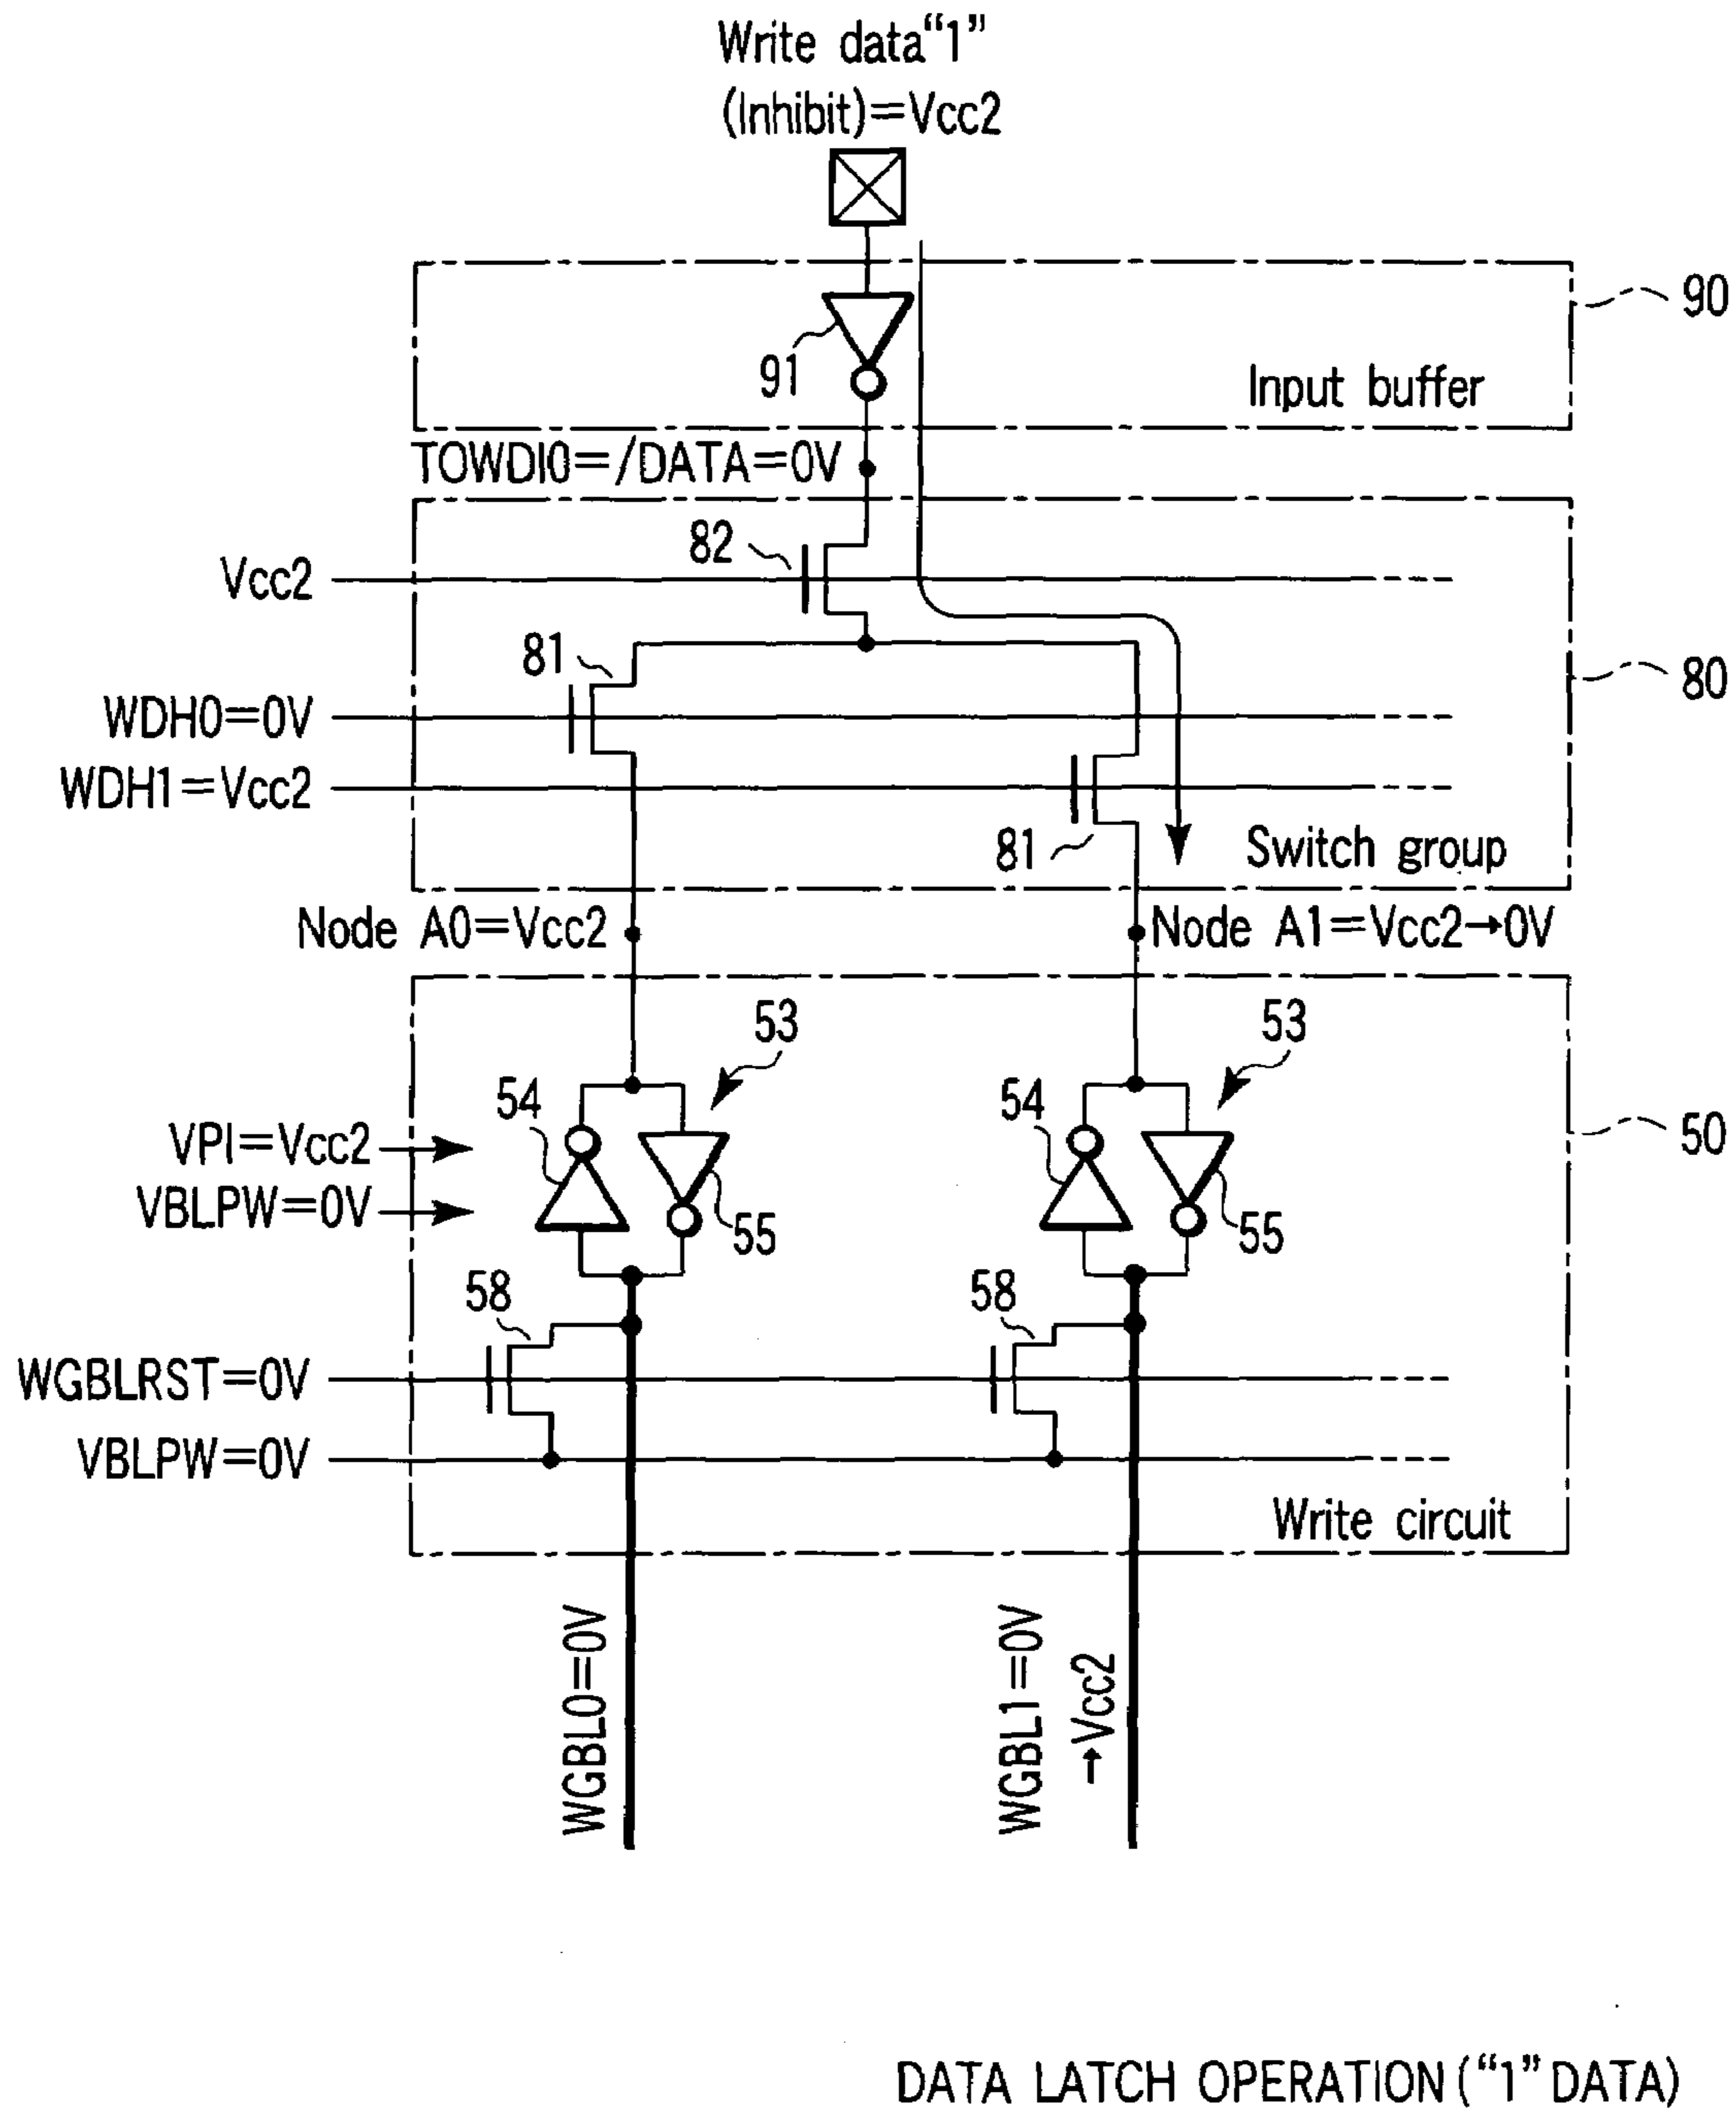 Write data“1”
(Inhibit)=Vcc2
90
91
Input buffer
TOWDI0=/DATA=0V
82
Vcc2
81
80
WDH0=0V
WDH1=Vcc2
81
Switch group
Node A0=Vcc2
Node A1=Vcc2→0V
53
53
54
54
50
VPI=Vcc2
VBLPW=0V
55
55
58
58
WGBLRST=0V
VBLPW=0V
Write circuit
WGBL0=0V
WGBL1=0V
→Vcc2
DATA LATCH OPERATION(“1”DATA)